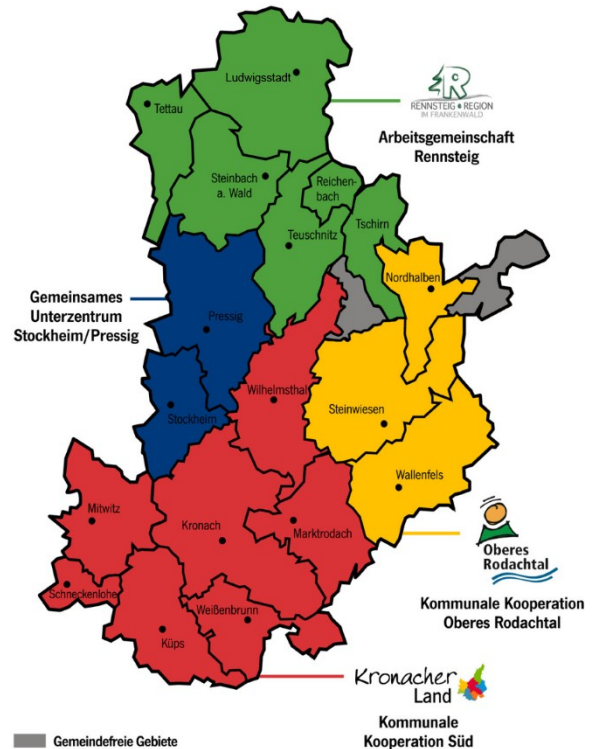 Ludwigsstadt
Tettau
RENNSTEIG REGION
IM FRANKENWALD
Arbeitsgemeinschaft
Rennsteig
Steinbach
a. Wald
Reichen-
bach
Teuschnitz
Tschirn
Nordhalben
Gemeinsames
Unterzentrum
Stockheim/Pressig
Pressig
Wilhelmsthal
Stockheim
Steinwiesen
Wallenfels
Mitwitz
Kronach
Marktrodach
Oberes
Rodachtal
Kommunale Kooperation
Oberes Rodachtal
Schneckenlohe
Weißenbrunn
Küps
Kronacher
Land
Kommunale
Kooperation Süd
Gemeindefreie Gebiete